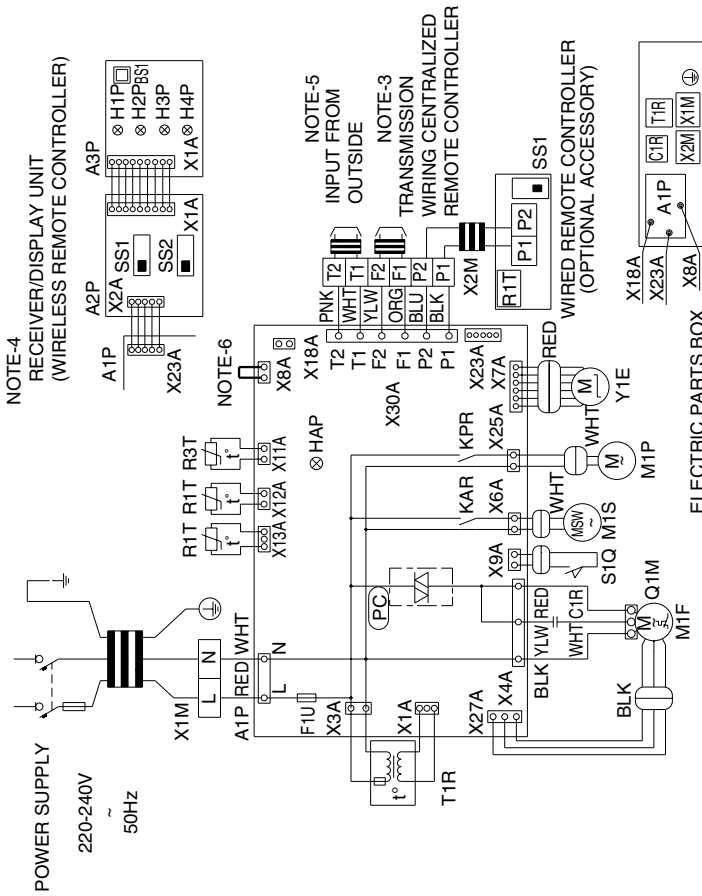 POWER SUPPLY
220-240V
~
50Hz
X1M
L
N
A1P
RED
WHT
L
N
F1U
X3A
X1A
t°
T1R
R1T
t°
X13A
R1T
t°
X12A
R3T
t°
X11A
HAP
NOTE-6
X8A
X18A
PC
KAR
KPR
X30A
T2
T1
F2
F1
P2
P1
PNK
WHT
YLW
ORG
BLU
BLK
T2
T1
F2
F1
P2
P1
X2M
X23A
X27A
X4A
X9A
X6A
X25A
X7A
BLK
YLW
RED
WHT
C1R
BLK
M
~
Q1M
M1F
S1Q
WHT
MSW
~
M1S
WHT
M
~
M1P
RED
M
Y1E
NOTE-4
RECEIVER/DISPLAY UNIT
(WIRELESS REMOTE CONTROLLER)
A1P
X23A
A2P
X2A
SS1
SS2
X1A
A3P
BS1
H1P
H2P
H3P
H4P
X1A
NOTE-5
INPUT FROM
OUTSIDE
NOTE-3
TRANSMISSION
WIRING CENTRALIZED
REMOTE CONTROLLER
R1T
P1
P2
SS1
WIRED REMOTE CONTROLLER
(OPTIONAL ACCESSORY)
X18A
X23A
X8A
A1P
C1R
T1R
X2M
X1M
ELECTRIC PARTS BOX